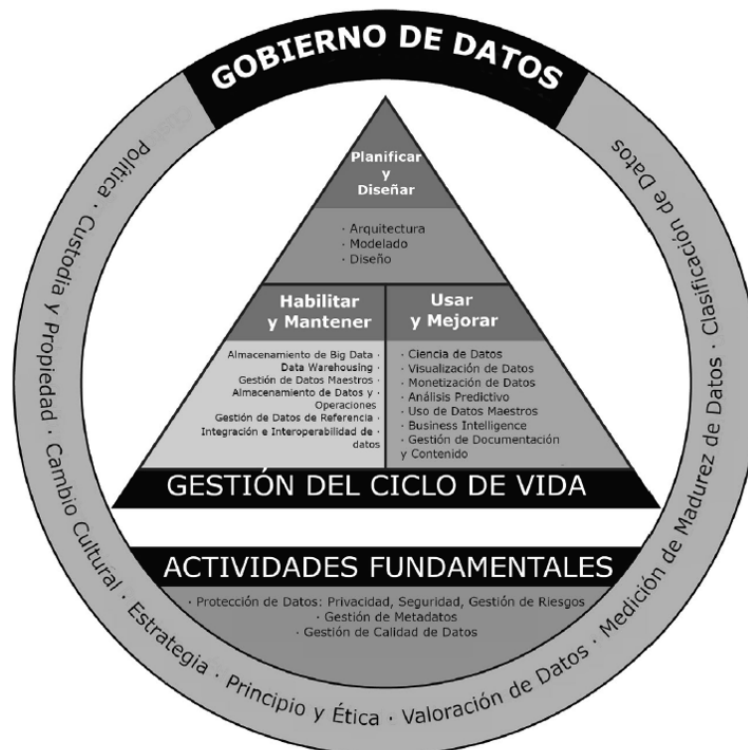 GOBIERNO DE DATOS
Política · Custodia y Propiedad · Cambio Cultural · Estrategia · Principio y Ética · Valoración de Datos · Medición de Madurez de Datos · Clasificación de Datos
Planificar
y
Diseñar
· Arquitectura
· Modelado
· Diseño
Habilitar
y Mantener
Almacenamiento de Big Data ·
Data Warehousing ·
Gestión de Datos Maestros ·
Almacenamiento de Datos y ·
Operaciones
Gestión de Datos de Referencia ·
Integración e Interoperabilidad de ·
datos
Usar
y Mejorar
· Ciencia de Datos
· Visualización de Datos
· Monetización de Datos
· Análisis Predictivo
· Uso de Datos Maestros
· Business Intelligence
· Gestión de Documentación
y Contenido
GESTIÓN DEL CICLO DE VIDA
ACTIVIDADES FUNDAMENTALES
· Protección de Datos: Privacidad, Seguridad, Gestión de Riesgos
· Gestión de Metadatos
· Gestión de Calidad de Datos